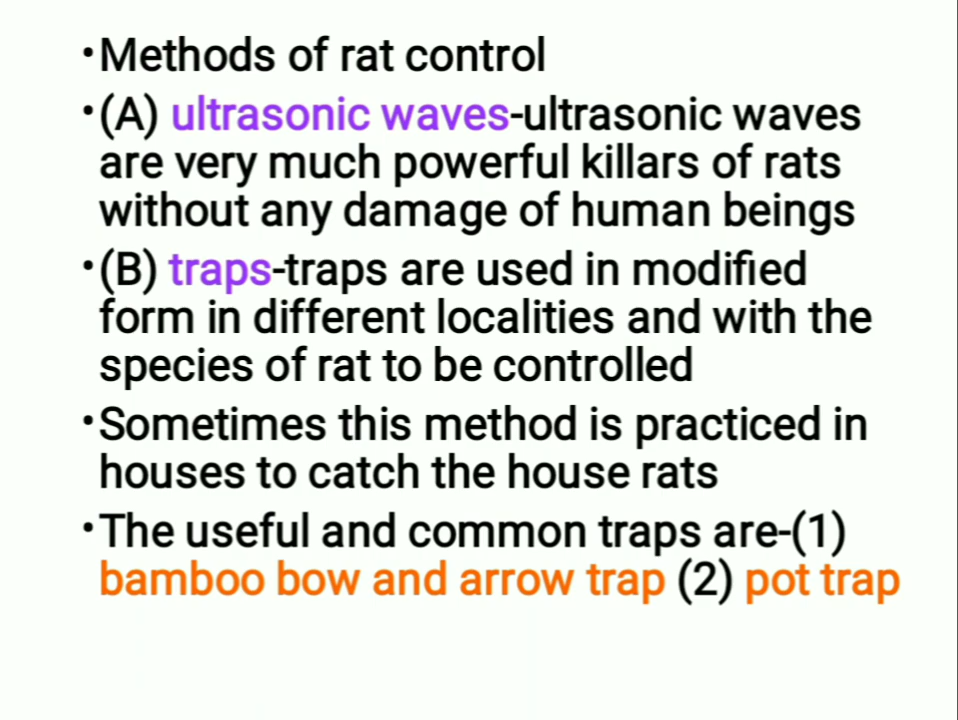 •Methods of rat control
•(A) ultrasonic waves-ultrasonic waves
are very much powerful killars of rats
without any damage of human beings
•(B) traps-traps are used in modified
form in different localities and with the
species of rat to be controlled
•Sometimes this method is practiced in
houses to catch the house rats
•The useful and common traps are-(1)
bamboo bow and arrow trap (2) pot trap